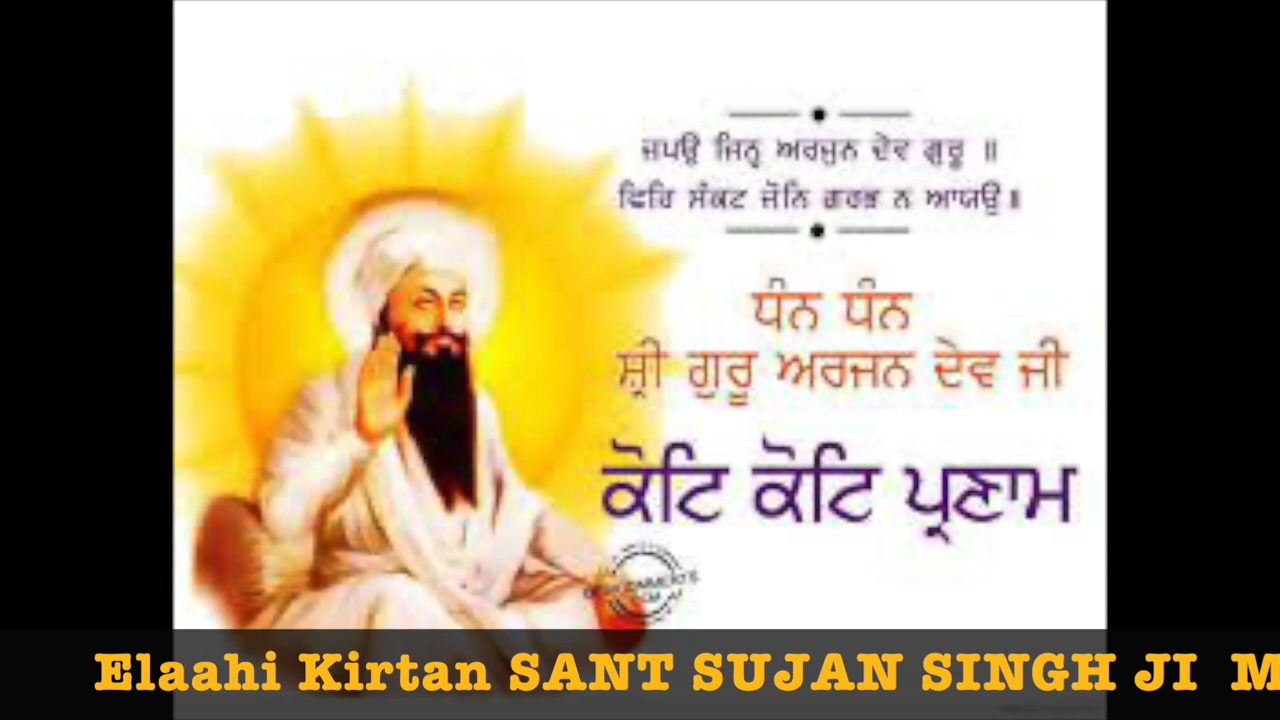 ਜਪਉ ਜਿਨ੍ਹ ਅਰਜੁਨ ਦੇਵ ਗੁਰੂ ॥
ਫਿਰਿ ਸੰਕਟ ਜੋਨਿ ਗਰਭ ਨ ਆਯਉ ॥
ਧੰਨ ਧੰਨ
ਸ਼੍ਰੀ ਗੁਰੂ ਅਰਜਨ ਦੇਵ ਜੀ
ਕੋਟਿ ਕੋਟਿ ਪ੍ਰਣਾਮ
Elaahi Kirtan SANT SUJAN SINGH JI M